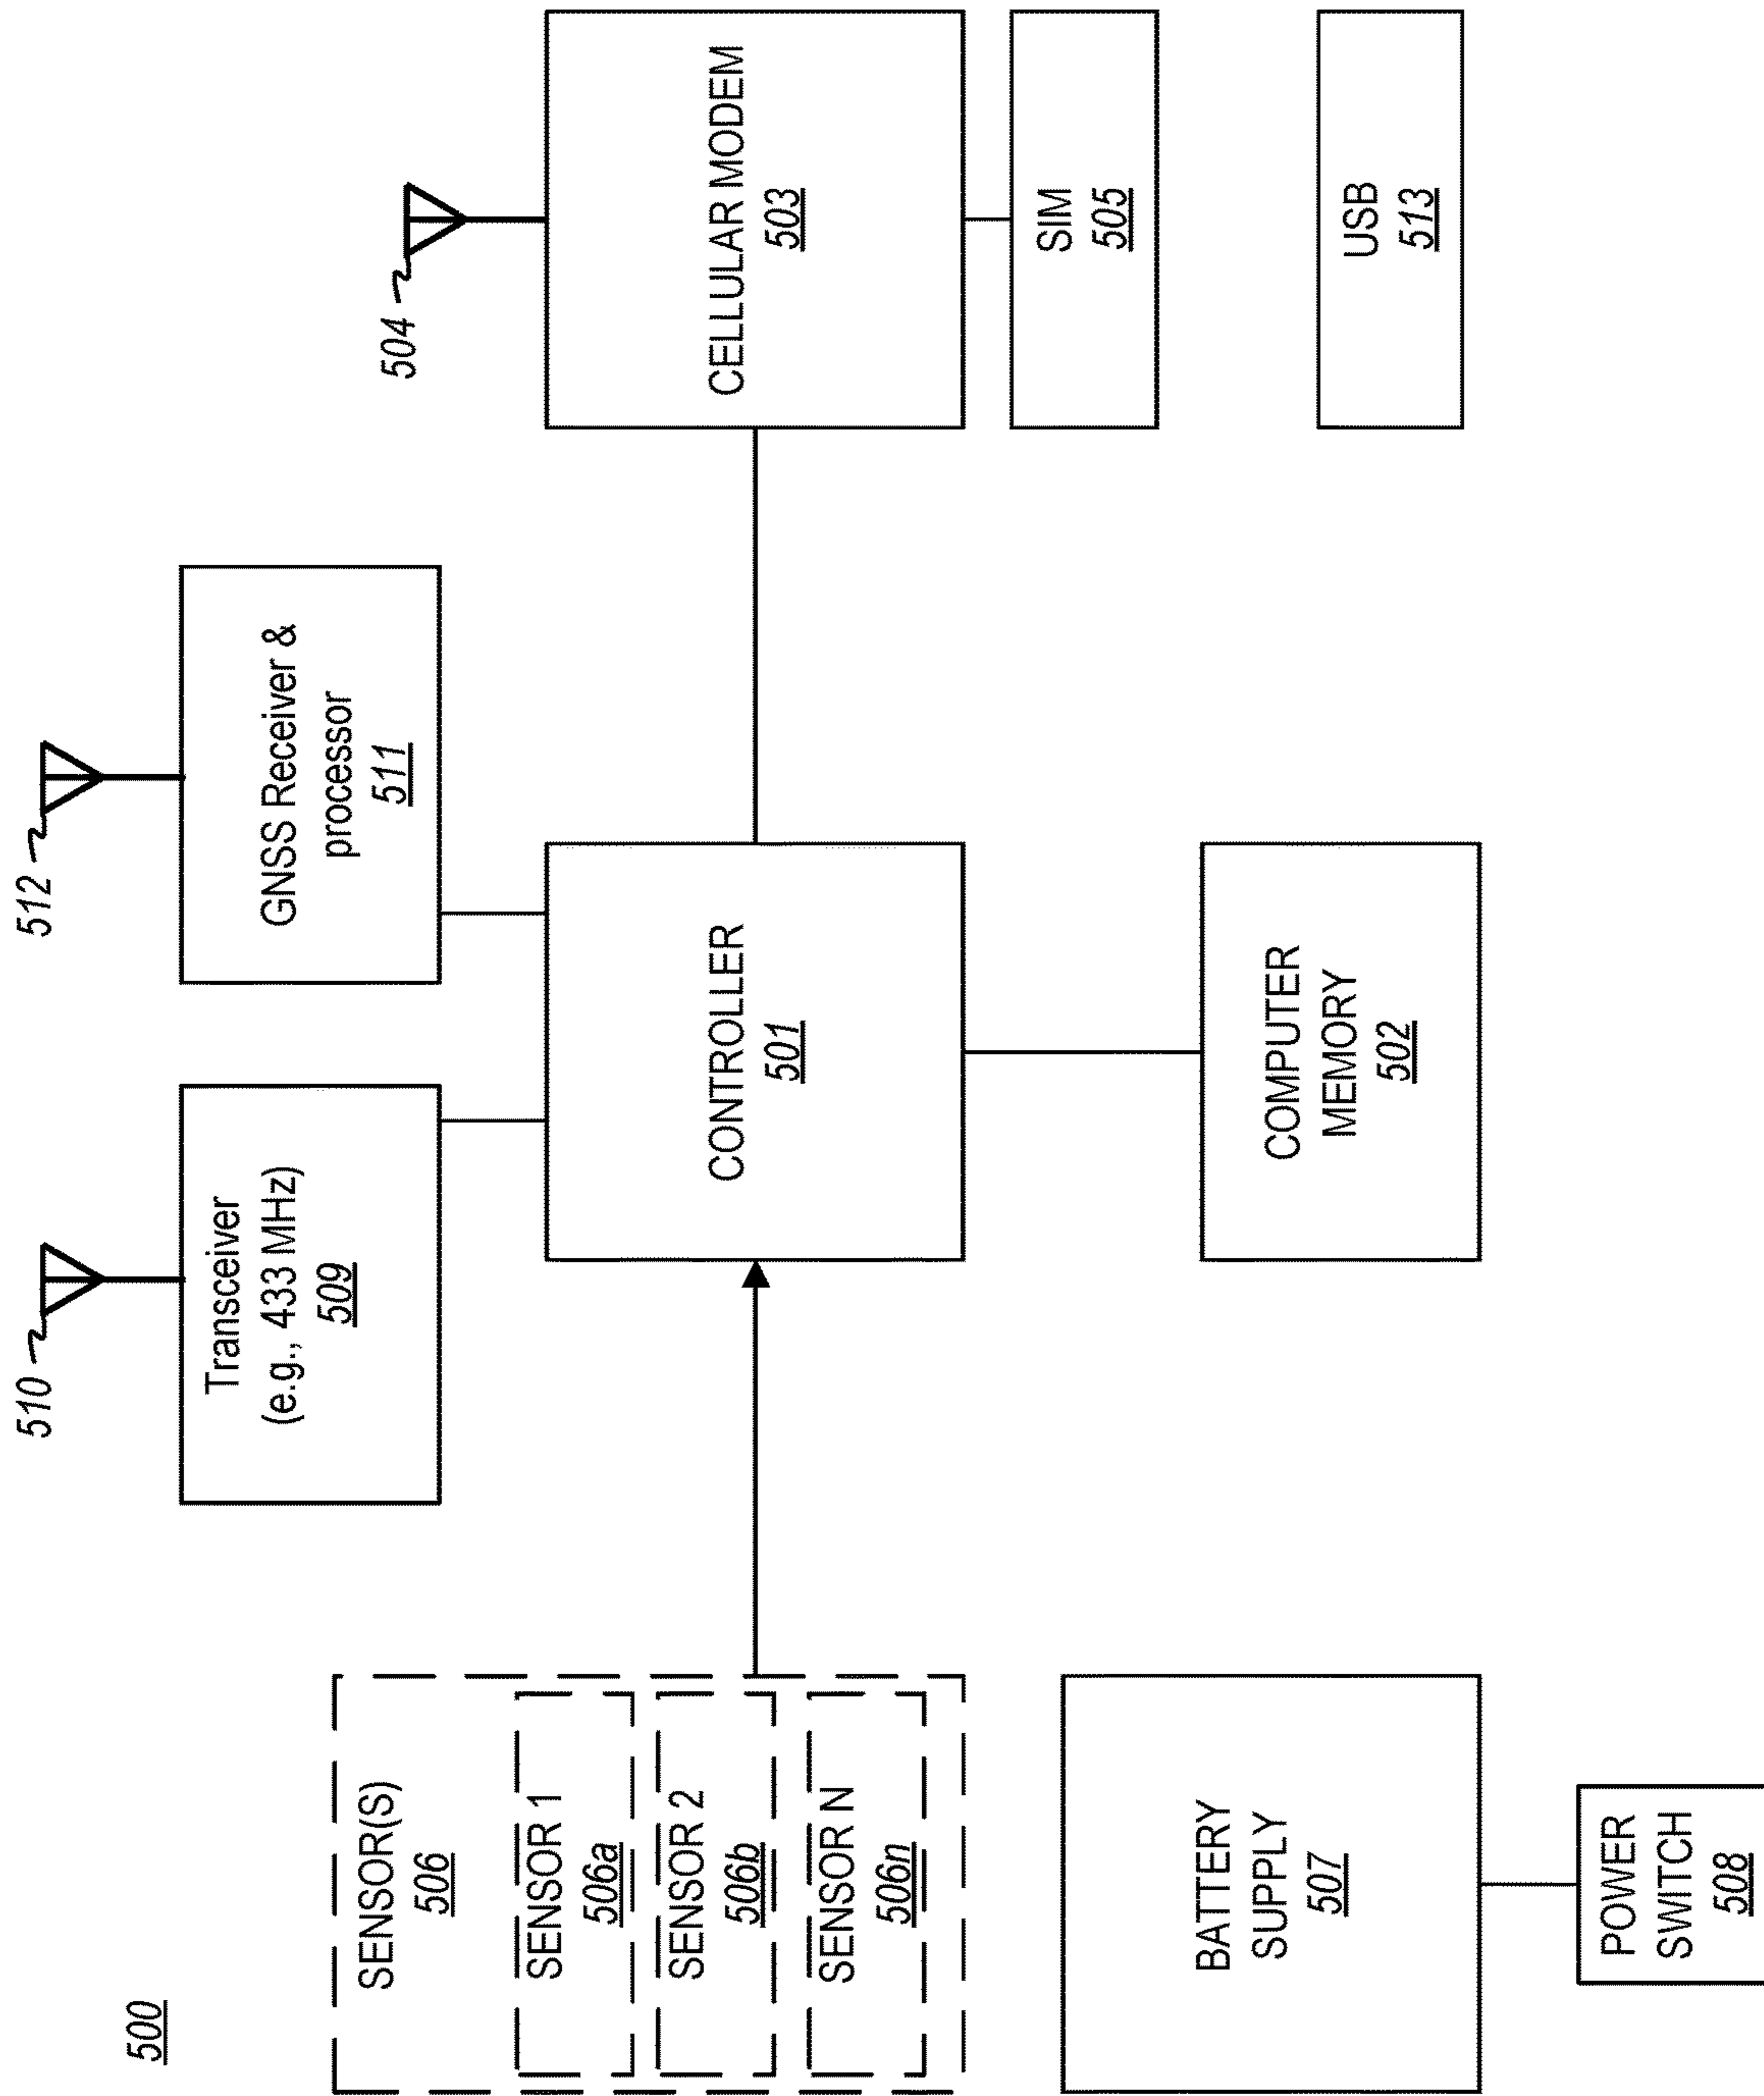 500
510
512
504
Transceiver
(e.g., 433 MHz)
509
GNSS Receiver &
processor
511
SENSOR(S)
506
SENSOR 1
506a
SENSOR 2
506b
SENSOR N
506n
CONTROLLER
501
CELLULAR MODEM
503
SIM
505
BATTERY
SUPPLY
507
COMPUTER
MEMORY
502
USB
513
POWER
SWITCH
508